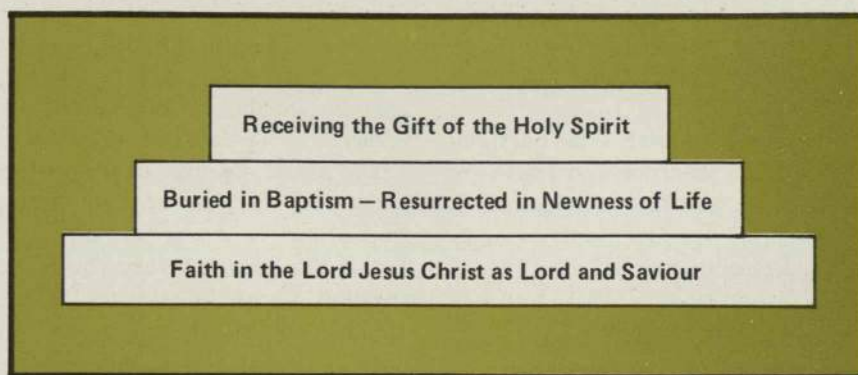 Receiving the Gift of the Holy Spirit
Buried in Baptism — Resurrected in Newness of Life
Faith in the Lord Jesus Christ as Lord and Saviour